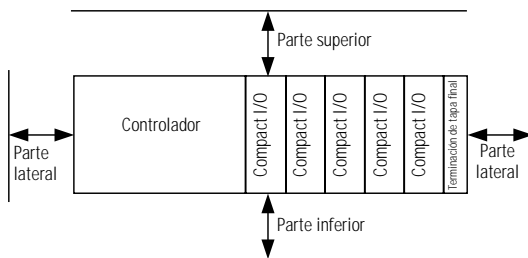 Parte superior
Controlador
Compact I/O
Compact I/O
Compact I/O
Compact I/O
Compact I/O
Terminación de tapa final
Parte
lateral
Parte
lateral
Parte inferior